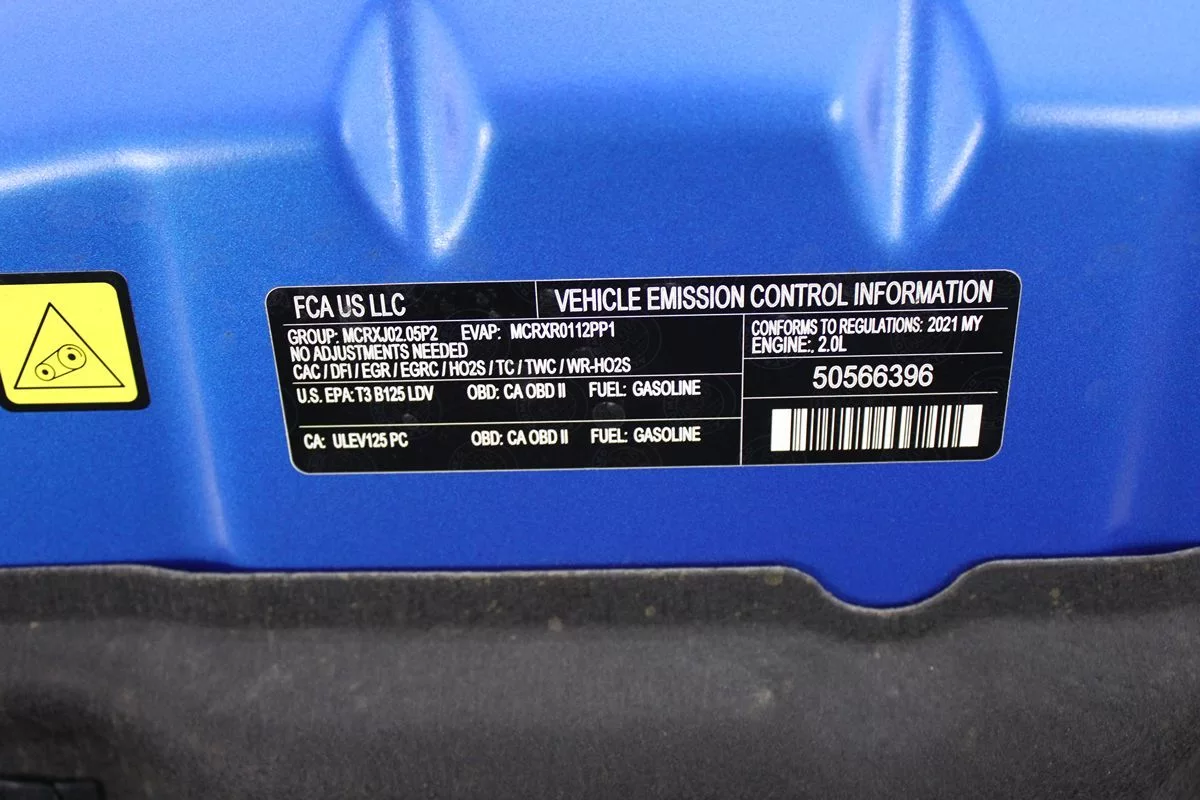 FCA US LLC
VEHICLE EMISSION CONTROL INFORMATION
GROUP: MCRXJ02.05P2 EVAP: MCRXR0112PP1
NO ADJUSTMENTS NEEDED
CAC / DFI / EGR / EGRC / HO2S / TC / TWC / WR-HO2S
U.S. EPA: T3 B125 LDV OBD: CA OBD II FUEL: GASOLINE
CA: ULEV125 PC OBD: CA OBD II FUEL: GASOLINE
CONFORMS TO REGULATIONS: 2021 MY
ENGINE:. 2.0L
50566396